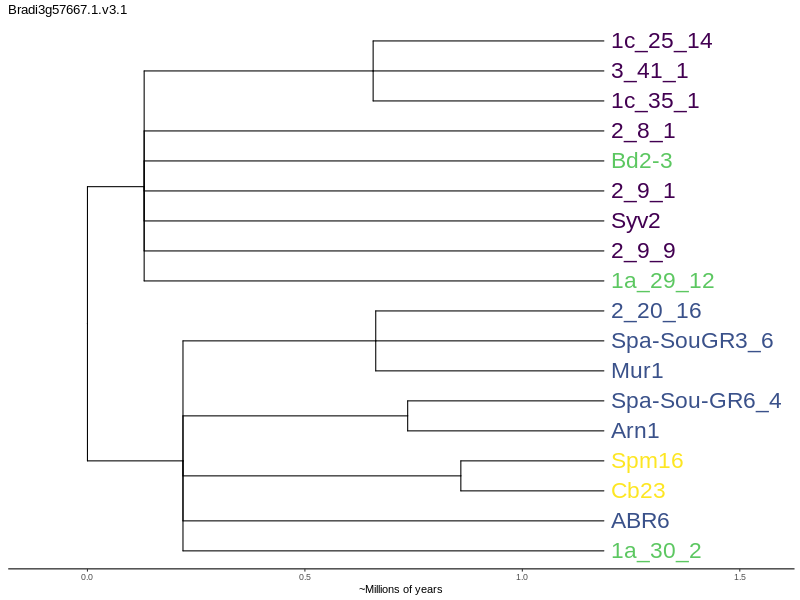 Bradi3g57667.1.v3.1
1c_25_14
3_41_1
1c_35_1
2_8_1
Bd2-3
2_9_1
Syv2
2_9_9
1a_29_12
2_20_16
Spa-SouGR3_6
Mur1
Spa-Sou-GR6_4
Arn1
Spm16
Cb23
ABR6
1a_30_2
0.0 0.5 1.0 1.5
~Millions of years